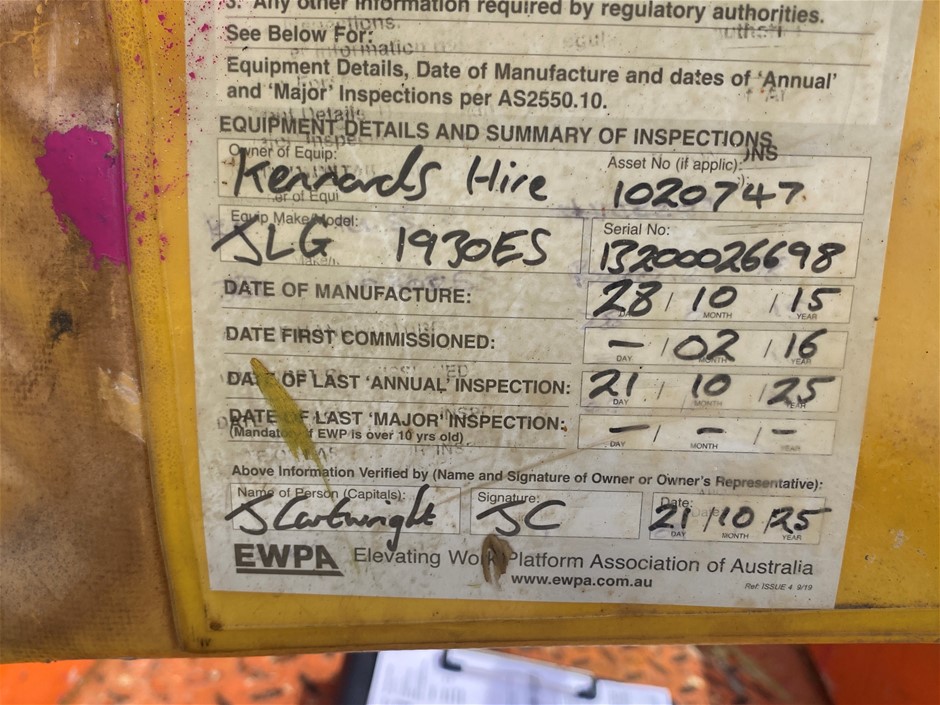 3. Any other information required by regulatory authorities.
See Below For:
Equipment Details, Date of Manufacture and dates of 'Annual'
and 'Major' Inspections per AS2550.10.
EQUIPMENT DETAILS AND SUMMARY OF INSPECTIONS
Owner of Equip: Kennards Hire Asset No (if applic): 1020747
Equip Make/Model: JLG 1930ES Serial No: 13200026698
DATE OF MANUFACTURE: 28 / 10 / 15
DAY MONTH YEAR
DATE FIRST COMMISSIONED: - / 02 / 16
DAY MONTH YEAR
DATE OF LAST 'ANNUAL' INSPECTION: 21 / 10 / 25
DAY MONTH YEAR
DATE OF LAST 'MAJOR' INSPECTION: - / - / -
(Mandatory if EWP is over 10 yrs old) DAY MONTH YEAR
Above Information Verified by (Name and Signature of Owner or Owner's Representative):
Name of Person (Capitals): Signature: Date:
J Cartwright JC 21 / 10 / 25
DAY MONTH YEAR
EWPA Elevating Work Platform Association of Australia
www.ewpa.com.au Ref: ISSUE 4 9/19